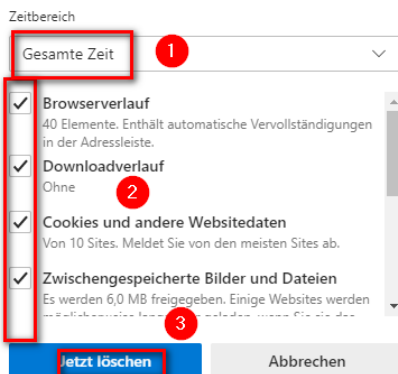 Zeitbereich
Gesamte Zeit
1
Browserverlauf
40 Elemente. Enthält automatische Vervollständigungen
in der Adressleiste.
Downloadverlauf
Ohne
2
Cookies und andere Websitedaten
Von 10 Sites. Meldet Sie von den meisten Sites ab.
Zwischengespeicherte Bilder und Dateien
Es werden 6,0 MB freigegeben. Einige Websites werden
3
Jetzt löschen
Abbrechen